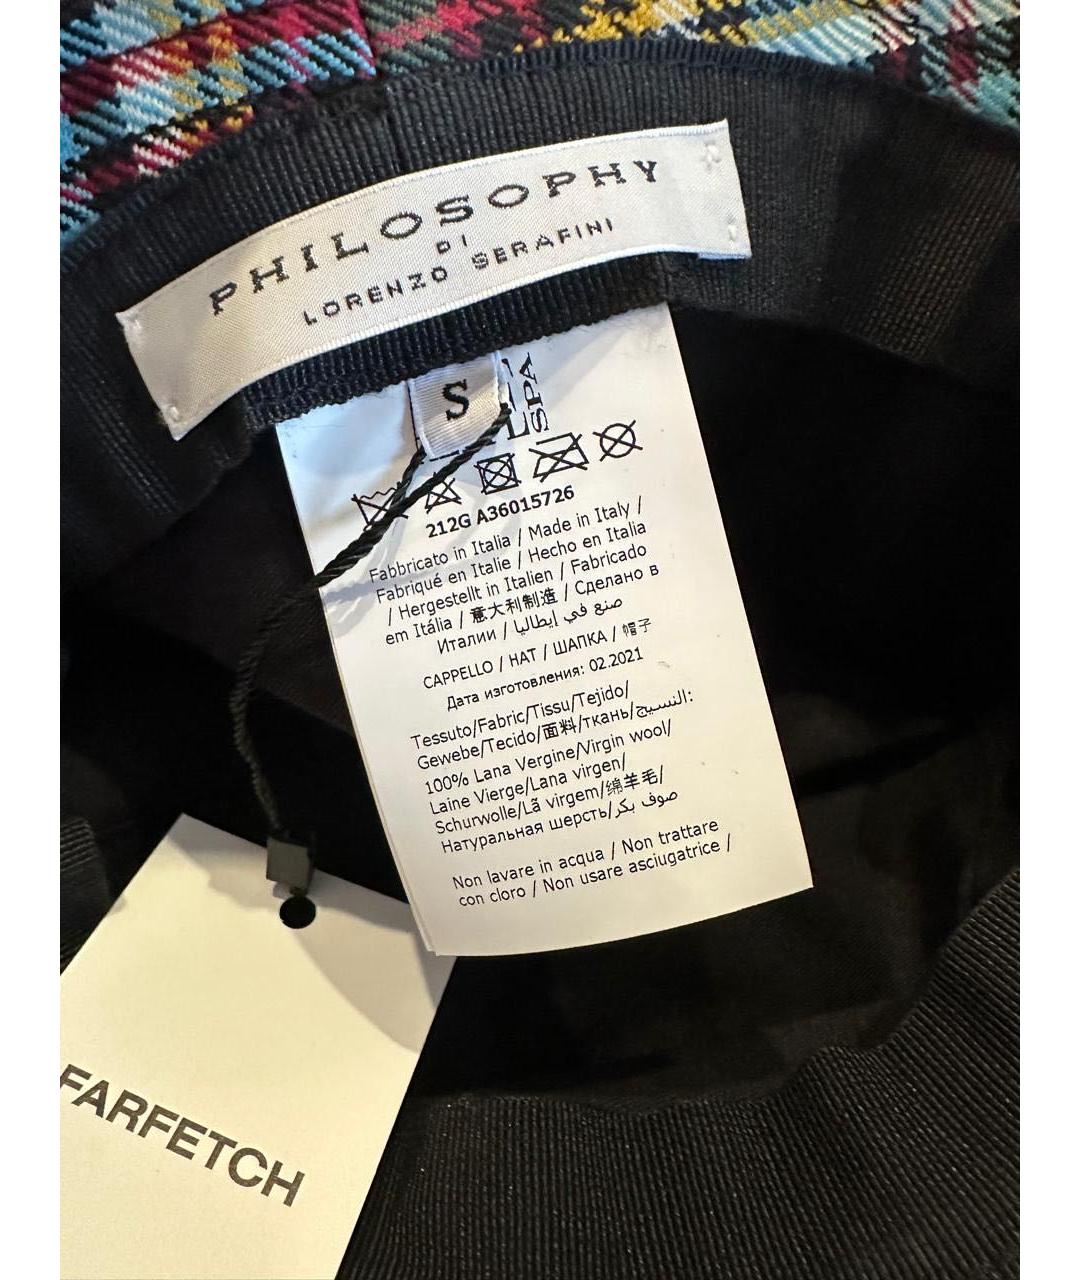 PHILOSOPHY
DI
LORENZO SERAFINI
S
SPA
212G A36015726
Fabbricato in Italia / Made in Italy /
Fabriqué en Italie / Hecho en Italia
/ Hergestellt in Italien / Fabricado
em Itália / 意大利制造 / Сделано в
Италии / صنع في إيطاليا
CAPPELLO / HAT / ШАПКА / 帽子
Дата изготовления: 02.2021
Tessuto/Fabric/Tissu/Tejido/
Gewebe/Tecido/面料/ткань/النسيج:
100% Lana Vergine/Virgin wool/
Laine Vierge/Lana virgen/
Schurwolle/Lã virgem/绵羊毛/
Натуральная шерсть/صوف بكر
Non lavare in acqua / Non trattare
con cloro / Non usare asciugatrice /
FARFETCH